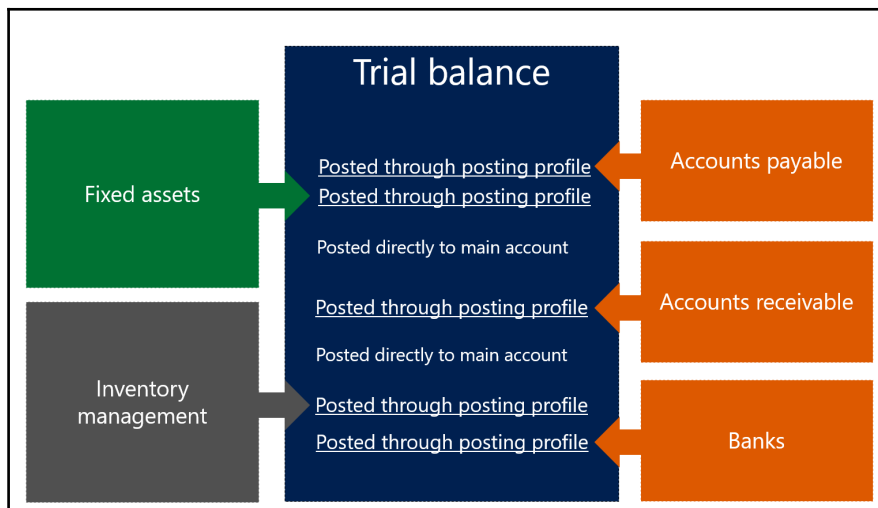 Trial balance
Fixed assets
Inventory
management
Posted through posting profile
Posted through posting profile
Posted directly to main account
Posted through posting profile
Posted directly to main account
Posted through posting profile
Posted through posting profile
Accounts payable
Accounts receivable
Banks